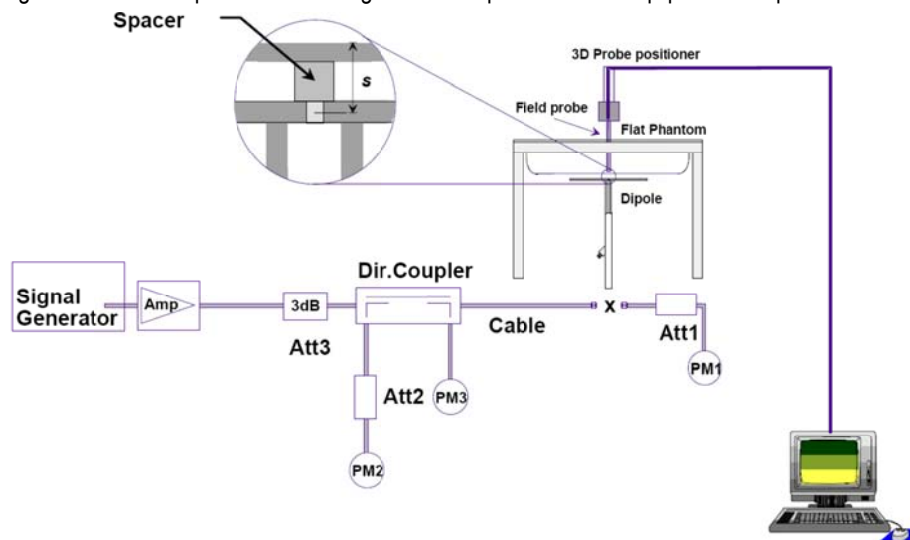 Spacer
s
3D Probe positioner
Field probe
Flat Phantom
Dipole
Dir.Coupler
Signal
Generator
Amp
3dB
Att3
Cable
x
Att1
PM1
Att2
PM3
PM2